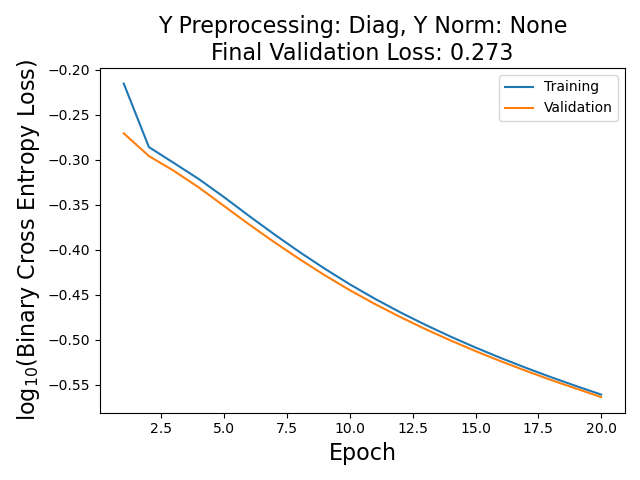 Y Preprocessing: Diag, Y Norm: None
Final Validation Loss: 0.273
log₁₀(Binary Cross Entropy Loss)
−0.20
−0.25
−0.30
−0.35
−0.40
−0.45
−0.50
−0.55
Training
Validation
2.5 5.0 7.5 10.0 12.5 15.0 17.5 20.0
Epoch